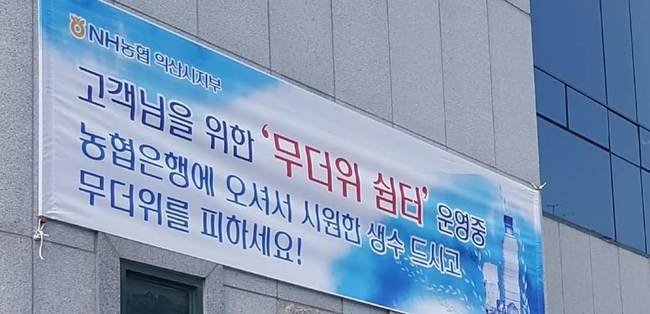 NH농협 익산시지부
고객님을 위한 '무더위 쉼터' 운영중
농협은행에 오셔서 시원한 생수 드시고
무더위를 피하세요!